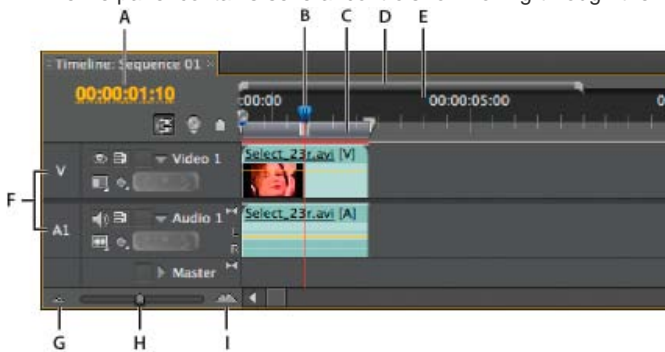 A B C D E
Timeline: Sequence 01
00:00:01:10
:00:00
00:00:05:00
0
V
Video 1
Select_23r.avi [V]
F
A1
Audio 1
Select_23r.avi [A]
L
R
Master
G H I